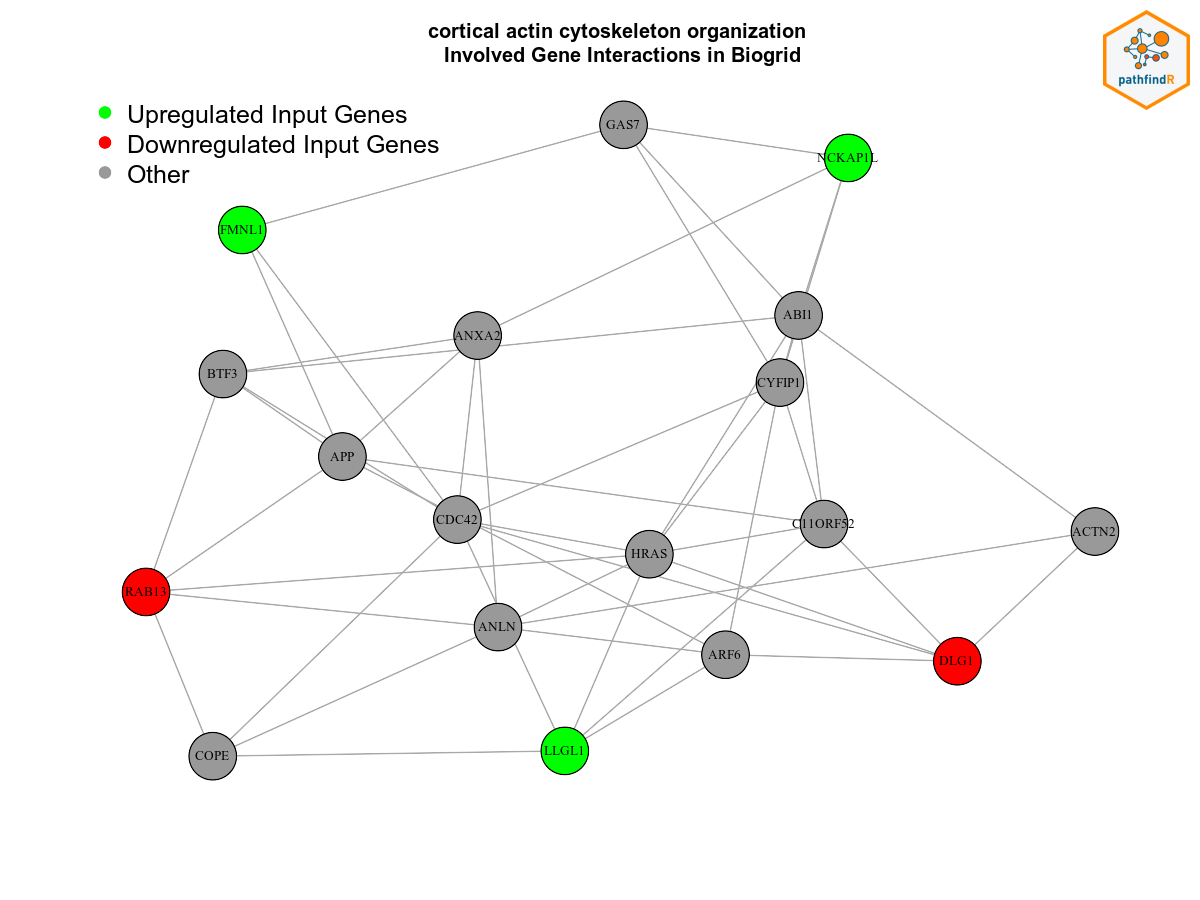 cortical actin cytoskeleton organization
Involved Gene Interactions in Biogrid
pathfindR
Upregulated Input Genes
Downregulated Input Genes
Other
GAS7
NCKAP1L
FMNL1
ABI1
ANXA2
BTF3
CYFIP1
APP
CDC42
C11ORF52
ACTN2
HRAS
RAB13
ANLN
ARF6
DLG1
COPE
LLGL1